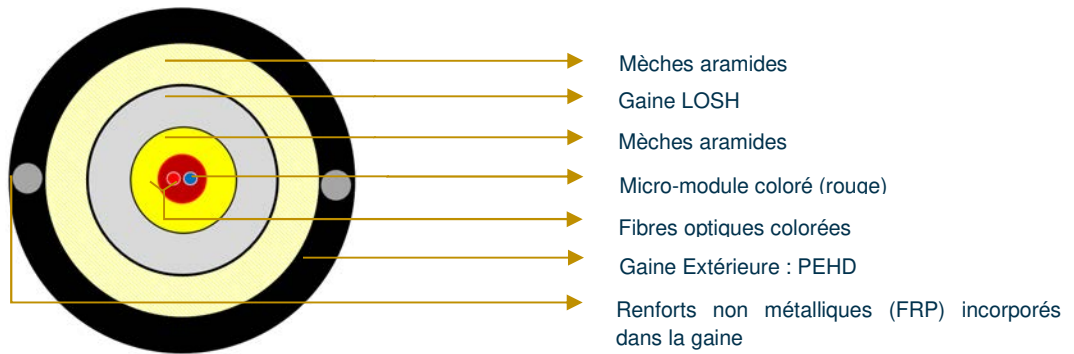 Mèches aramides
Gaine LOSH
Mèches aramides
Micro-module coloré (rouge)
Fibres optiques colorées
Gaine Extérieure : PEHD
Renforts non métalliques (FRP) incorporés
dans la gaine